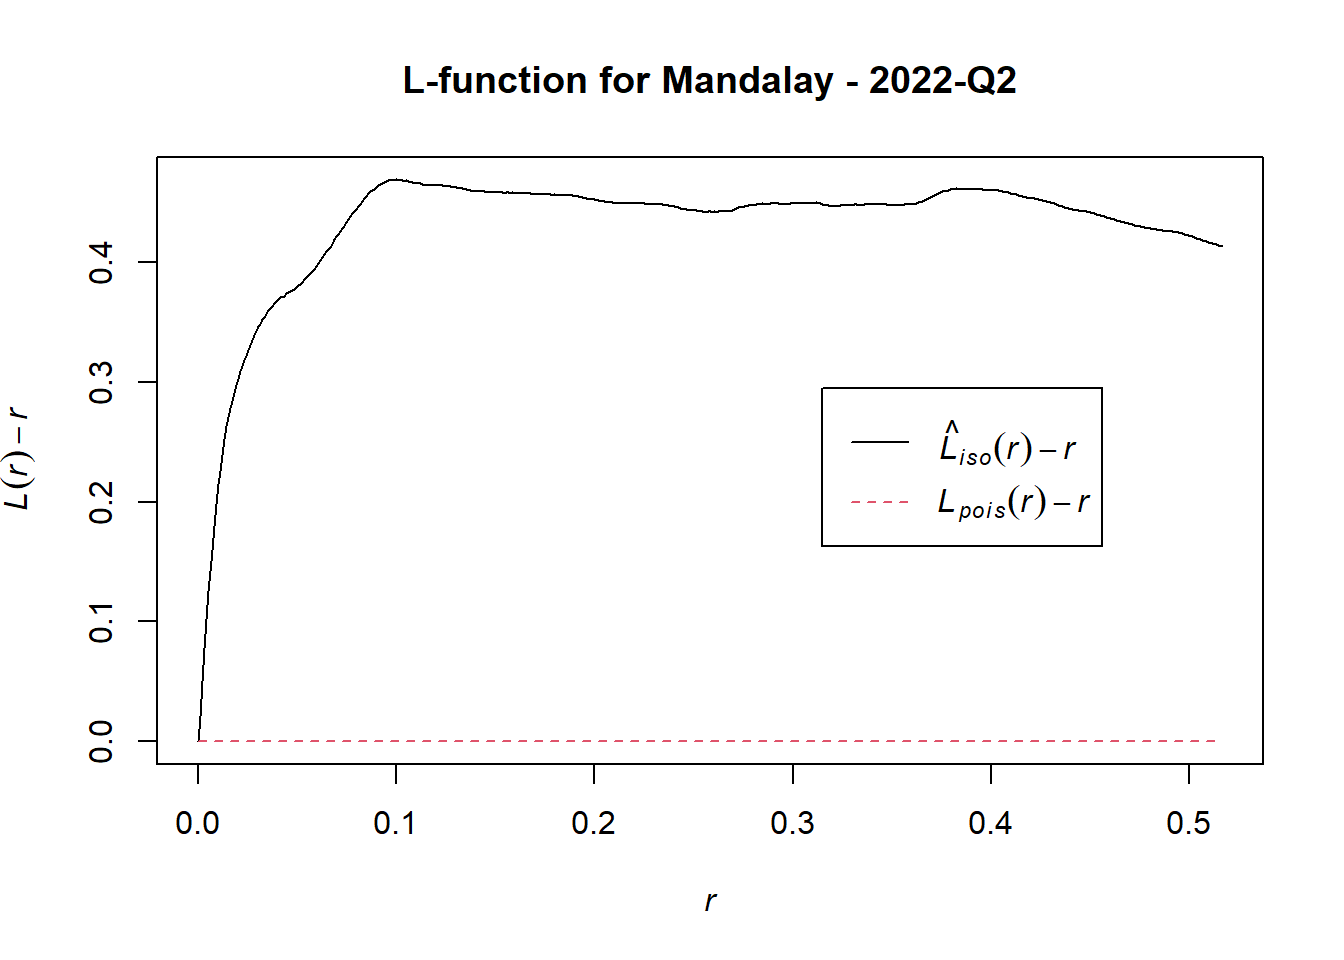 L-function for Mandalay - 2022-Q2
L(r) – r
0.0 0.1 0.2 0.3 0.4
L̂iso(r) – r
Lpois(r) – r
0.0 0.1 0.2 0.3 0.4 0.5
r